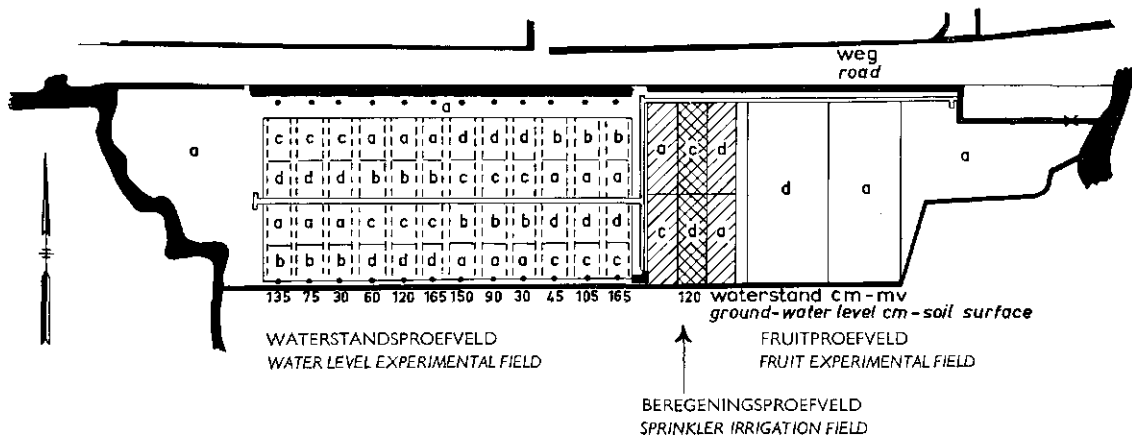 weg
road
a
a
c c c a a a d d d b b b
a c d
a
d d d b b b c c c a a a
d a
a a a c c c b b b d d d
c d a
b b b d d d a a a c c c
135 75 30 60 120 165 150 90 30 45 105 165
120 waterstand cm-mv
ground-water level cm-soil surface
WATERSTANDSPROEFVELD
WATER LEVEL EXPERIMENTAL FIELD
FRUITPROEFVELD
FRUIT EXPERIMENTAL FIELD
BEREGENINGSPROEFVELD
SPRINKLER IRRIGATION FIELD